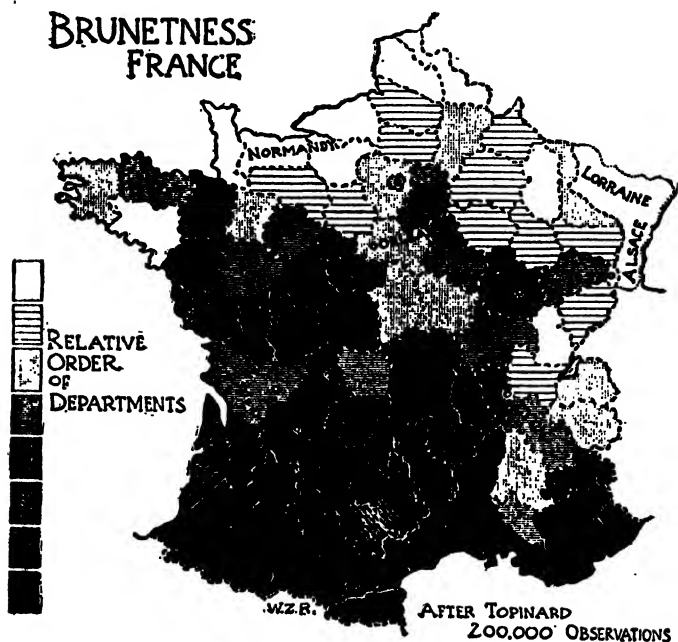 BRUNETNESS
FRANCE
NORMANDY
LORRAINE
ALSACE
RELATIVE
ORDER
OF
DEPARTMENTS
W.Z.R.
AFTER TOPINARD
200.000 OBSERVATIONS